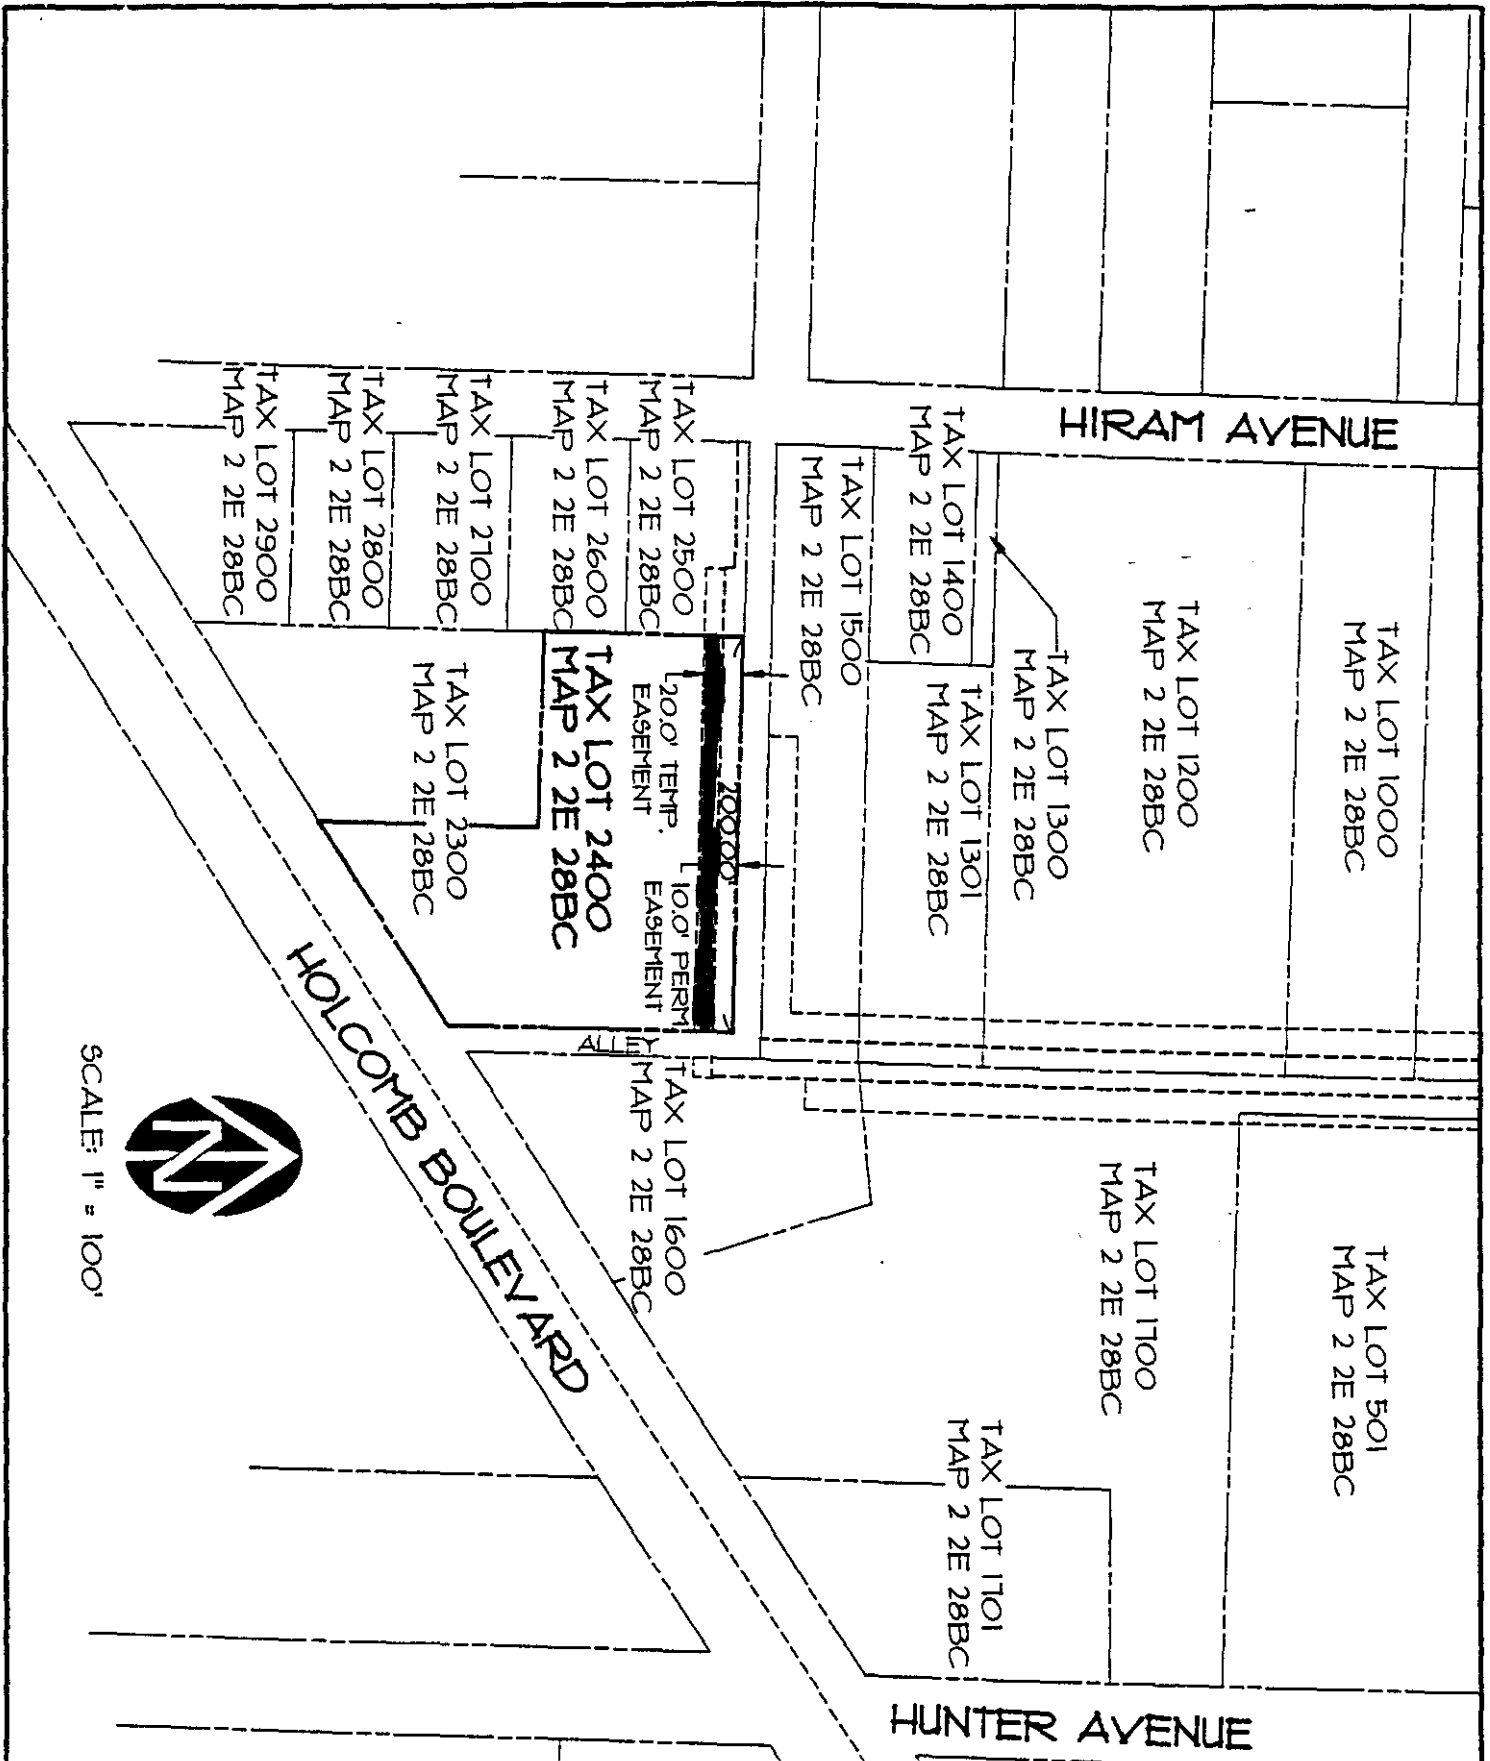 HIRAM AVENUE
TAX LOT 1000
MAP 2 2E 28BC
TAX LOT 1200
MAP 2 2E 28BC
TAX LOT 1300
MAP 2 2E 28BC
TAX LOT 1301
MAP 2 2E 28BC
TAX LOT 1400
MAP 2 2E 28BC
TAX LOT 1500
MAP 2 2E 28BC
TAX LOT 2500
MAP 2 2E 28BC
TAX LOT 2600
MAP 2 2E 28BC
TAX LOT 2700
MAP 2 2E 28BC
TAX LOT 2800
MAP 2 2E 28BC
TAX LOT 2900
MAP 2 2E 28BC
200.00'
20.0' TEMP.
EASEMENT
10.0' PERM
EASEMENT
TAX LOT 2400
MAP 2 2E 28BC
TAX LOT 2300
MAP 2 2E 28BC
ALLEY
TAX LOT 1600
MAP 2 2E 28BC
TAX LOT 501
MAP 2 2E 28BC
TAX LOT 1700
MAP 2 2E 28BC
TAX LOT 1701
MAP 2 2E 28BC
HOLCOMB BOULEVARD
HUNTER AVENUE
N
SCALE: 1" = 100'